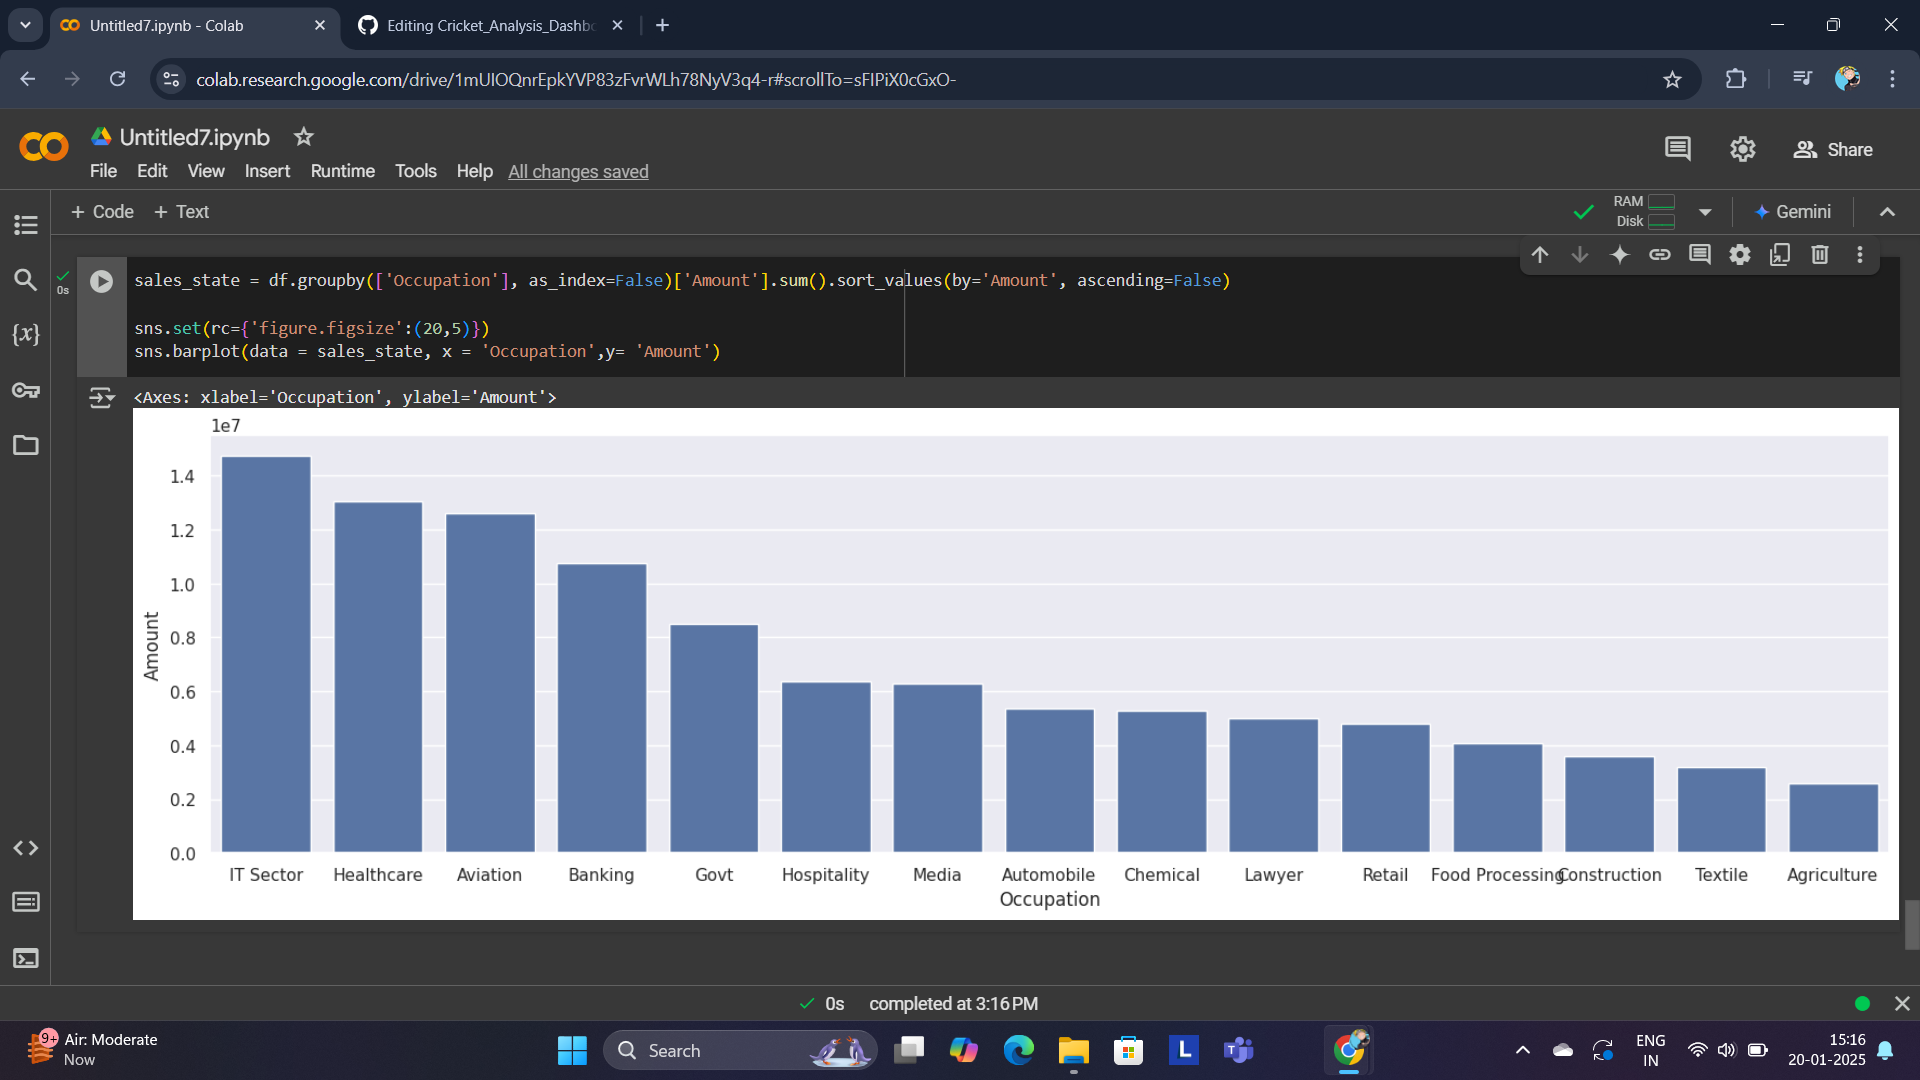 Untitled7.ipynb - Colab
Editing Cricket_Analysis_Dashbo
colab.research.google.com/drive/1mUIOQnrEpkYVP83zFvrWLh78NyV3q4-r#scrollTo=sFIPiX0cGxO-
CO
Untitled7.ipynb
File Edit View Insert Runtime Tools Help All changes saved
Share
+ Code + Text
RAM
Disk
Gemini
{x}
0s
sales_state = df.groupby(['Occupation'], as_index=False)['Amount'].sum().sort_values(by='Amount', ascending=False)
sns.set(rc={'figure.figsize':(20,5)})
sns.barplot(data = sales_state, x = 'Occupation',y= 'Amount')
<Axes: xlabel='Occupation', ylabel='Amount'>
1e7
1.4
1.2
1.0
0.8
0.6
0.4
0.2
0.0
Amount
IT Sector Healthcare Aviation Banking Govt Hospitality Media Automobile Chemical Lawyer Retail Food Processing Construction Textile Agriculture
Occupation
0s completed at 3:16 PM
9+
Air: Moderate
Now
Search
L
T
ENG
IN
15:16
20-01-2025